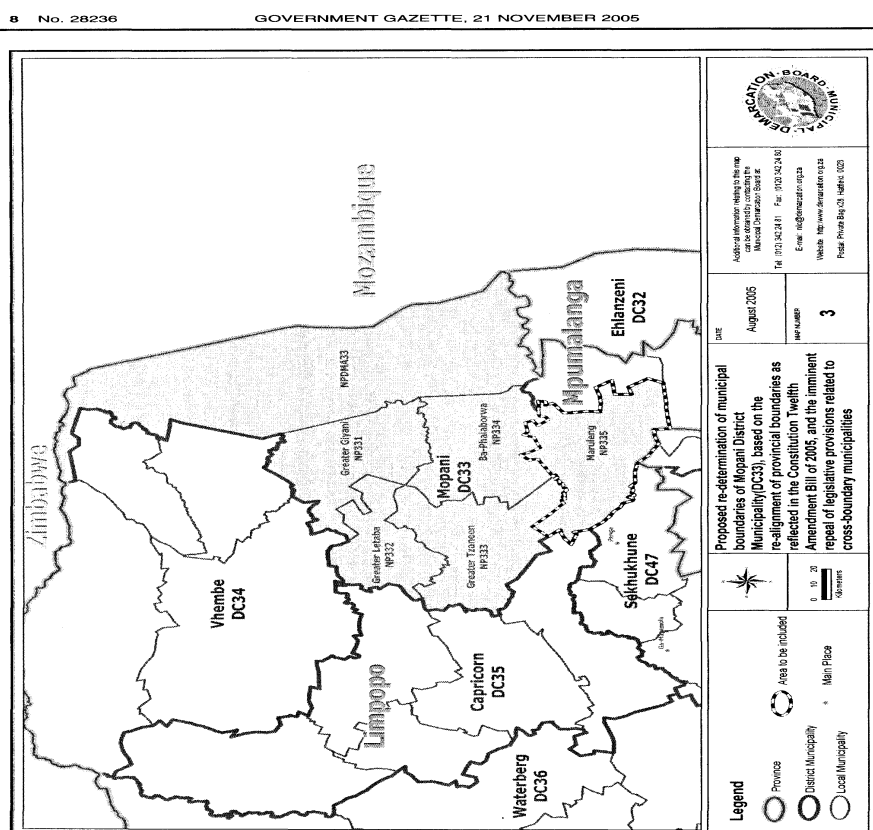 8 No. 28236
GOVERNMENT GAZETTE, 21 NOVEMBER 2005
Zimbabwe
Mozambique
Limpopo
Mpumalanga
Vhembe
DC34
Capricorn
DC35
Waterberg
DC36
Mopani
DC33
Sekhukhune
DC47
Ehlanzeni
DC32
NPDMA33
Greater Giyani
NP331
Greater Letaba
NP332
Greater Tzaneen
NP333
Ba-Phalaborwa
NP334
Maruleng
NP335
MUNICIPAL DEMARCATION BOARD
Additional information relating to this map
can be obtained by contacting the
Municipal Demarcation Board at:
Tel: (012) 342 24 81 Fax: (012) 342 24 80
E-mail: info@demarcation.org.za
Website: http://www.demarcation.org.za
Postal: Private Bag x28, Hatfield, 0028
DATE
August 2005
MAP NUMBER
3
Proposed re-determination of municipal
boundaries of Mopani District
Municipality(DC33), based on the
re-alignment of provincial boundaries as
reflected in the Constitution Twelfth
Amendment Bill of 2005, and the imminent
repeal of legislative provisions related to
cross-boundary municipalities
0 10 20
Kilometers
Legend
Province
District Municipality
Local Municipality
Area to be included
Main Place